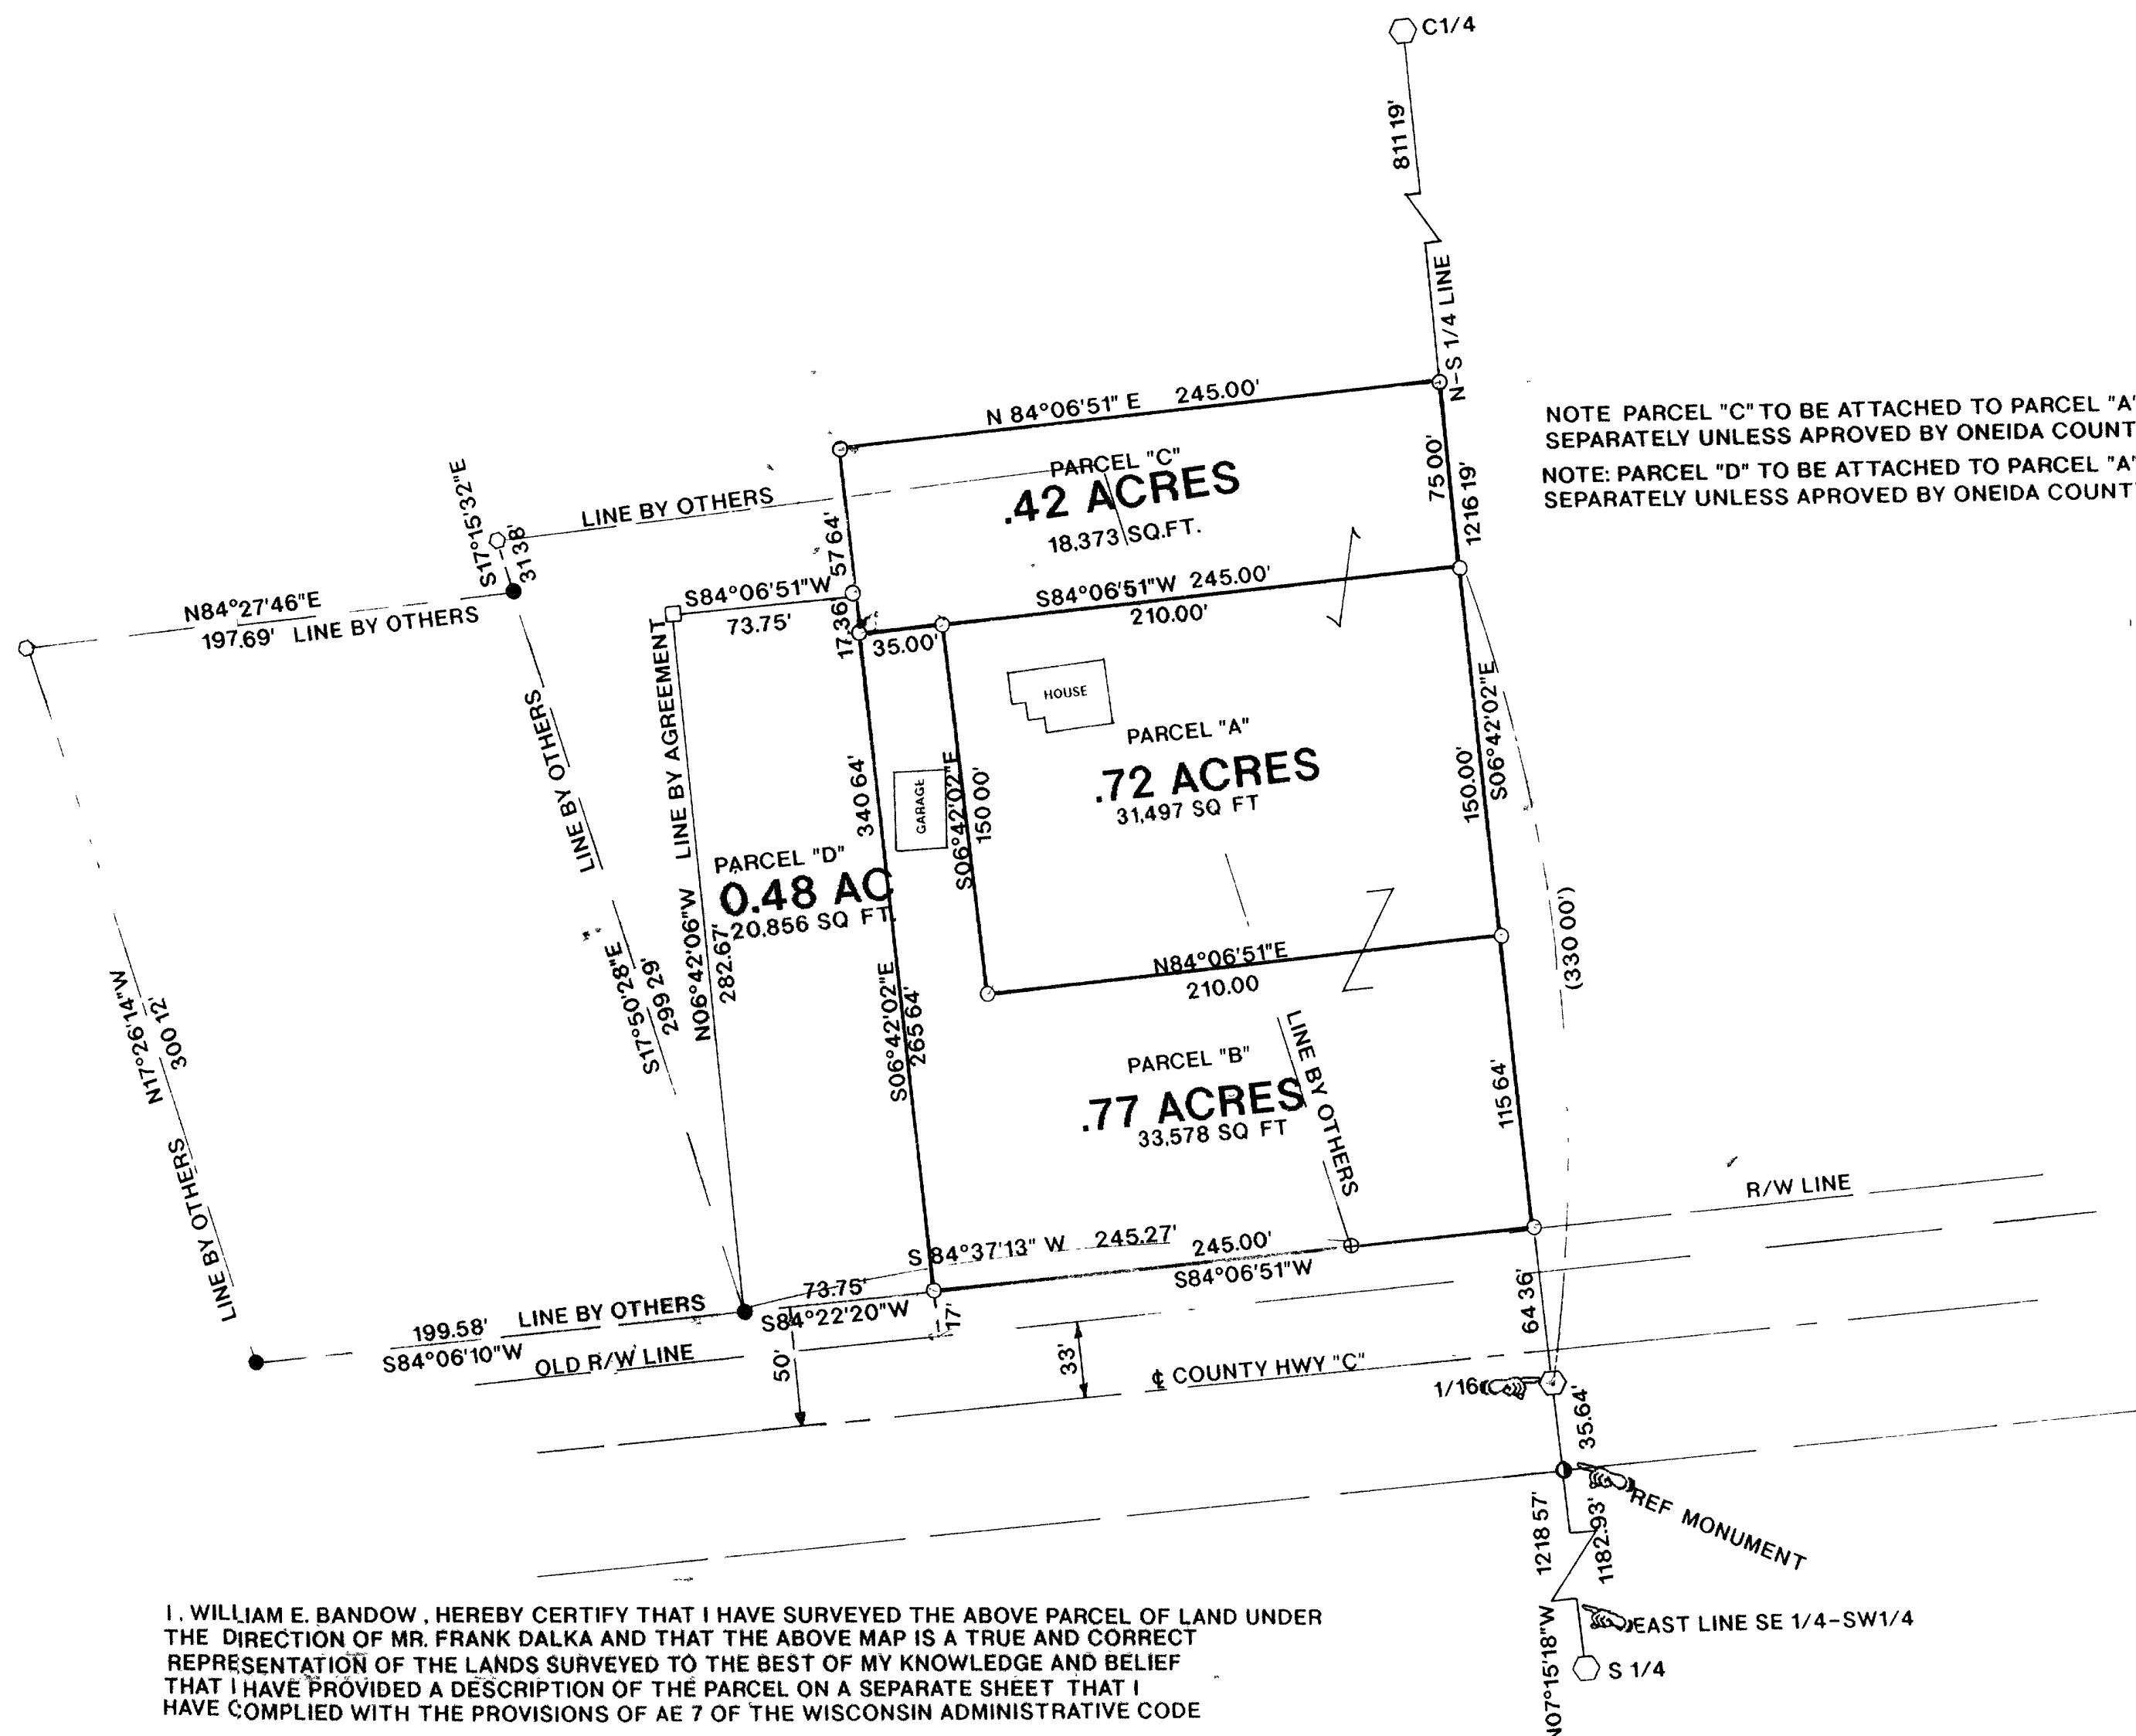 C1/4
811 19'
N-S 1/4 LINE
N 84°06'51" E 245.00'
NOTE PARCEL "C" TO BE ATTACHED TO PARCEL "A"
SEPARATELY UNLESS APROVED BY ONEIDA COUNT
NOTE: PARCEL "D" TO BE ATTACHED TO PARCEL "A"
SEPARATELY UNLESS APROVED BY ONEIDA COUNT
75 00'
1216 19'
PARCEL "C"
.42 ACRES
18,373 SQ.FT.
LINE BY OTHERS
S17°15'32"E
31 38'
57 64'
S84°06'51"W
73.75'
17.36'
35.00'
S84°06'51"W 245.00'
210.00'
N84°27'46"E
197.69' LINE BY OTHERS
HOUSE
PARCEL "A"
.72 ACRES
31,497 SQ FT
GARAGE
S06°42'02"E
150 00'
150.00'
S06°42'02"E
(330 00')
LINE BY OTHERS
LINE BY AGREEMENT
N06°42'06"W
282.67'
340 64'
PARCEL "D"
0.48 AC
20,856 SQ FT.
S17°50'28"E
299 29'
S06°42'02"E
265 64'
N84°06'51"E
210.00
N17°26'14"W
300 12'
LINE BY OTHERS
PARCEL "B"
.77 ACRES
33,578 SQ FT
LINE BY OTHERS
115 64'
R/W LINE
S 84°37'13" W 245.27'
245.00'
S84°06'51"W
73.75'
S84°22'20"W
17'
199.58' LINE BY OTHERS
S84°06'10"W
OLD R/W LINE
50'
33'
℄ COUNTY HWY "C"
64 36'
1/16
35.64'
REF MONUMENT
1218 57'
1182.93'
EAST LINE SE 1/4-SW1/4
N07°15'18"W
S 1/4
I, WILLIAM E. BANDOW, HEREBY CERTIFY THAT I HAVE SURVEYED THE ABOVE PARCEL OF LAND UNDER
THE DIRECTION OF MR. FRANK DALKA AND THAT THE ABOVE MAP IS A TRUE AND CORRECT
REPRESENTATION OF THE LANDS SURVEYED TO THE BEST OF MY KNOWLEDGE AND BELIEF
THAT I HAVE PROVIDED A DESCRIPTION OF THE PARCEL ON A SEPARATE SHEET THAT I
HAVE COMPLIED WITH THE PROVISIONS OF AE 7 OF THE WISCONSIN ADMINISTRATIVE CODE